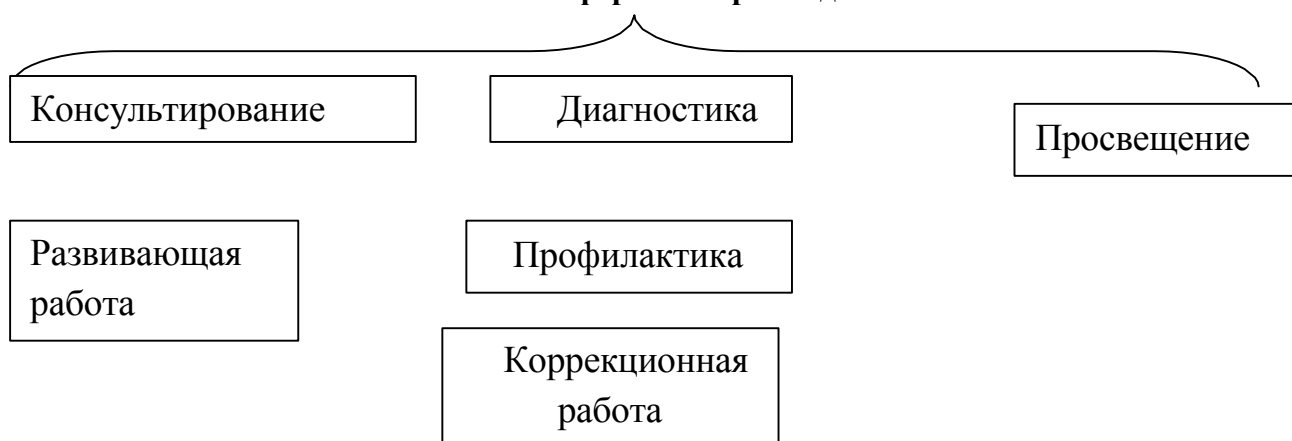 Консультирование
Диагностика
Просвещение
Развивающая
работа
Профилактика
Коррекционная
работа